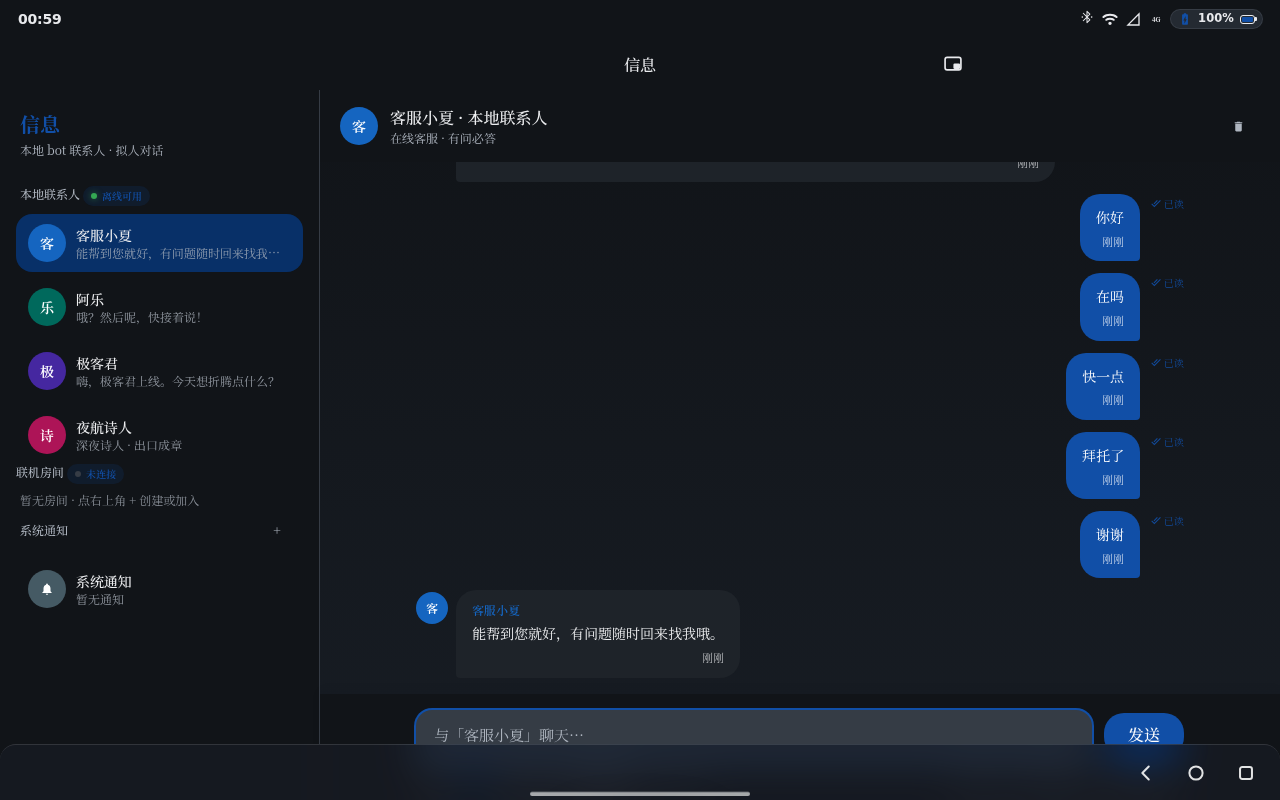 00:59
4G
100%
信息
信息
本地 bot 联系人 · 拟人对话
本地联系人
离线可用
客
客服小夏
能帮到您就好，有问题随时回来找我…
乐
阿乐
哦？然后呢，快接着说！
极
极客君
嗨，极客君上线。今天想折腾点什么？
诗
夜航诗人
深夜诗人 · 出口成章
联机房间
未连接
暂无房间 · 点右上角 + 创建或加入
系统通知
+
系统通知
暂无通知
客
客服小夏 · 本地联系人
在线客服 · 有问必答
刚刚
你好
刚刚
已读
在吗
刚刚
已读
快一点
刚刚
已读
拜托了
刚刚
已读
谢谢
刚刚
已读
客
客服小夏
能帮到您就好，有问题随时回来找我哦。
刚刚
与「客服小夏」聊天…
发送